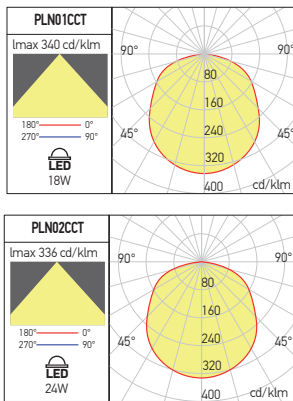 PLN01CCT
lmax 340 cd/klm
180° 0°
270° 90°
LED
18W
90° 90°
80
160
45° 240 45°
320
400 cd/klm
PLN02CCT
lmax 336 cd/klm
180° 0°
270° 90°
LED
24W
90° 90°
80
160
45° 240 45°
320
400 cd/klm